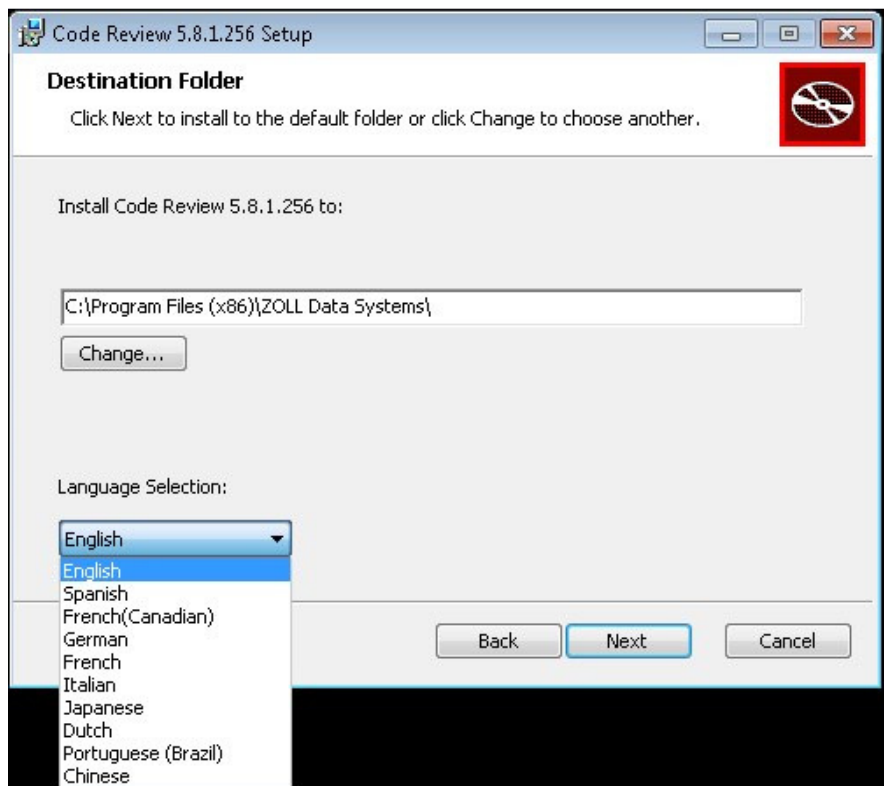 Code Review 5.8.1.256 Setup
Destination Folder
Click Next to install to the default folder or click Change to choose another.
Install Code Review 5.8.1.256 to:
C:\Program Files (x86)\ZOLL Data Systems\
Change...
Language Selection:
English
English
Spanish
French(Canadian)
German
French
Italian
Japanese
Dutch
Portuguese (Brazil)
Chinese
Back Next Cancel